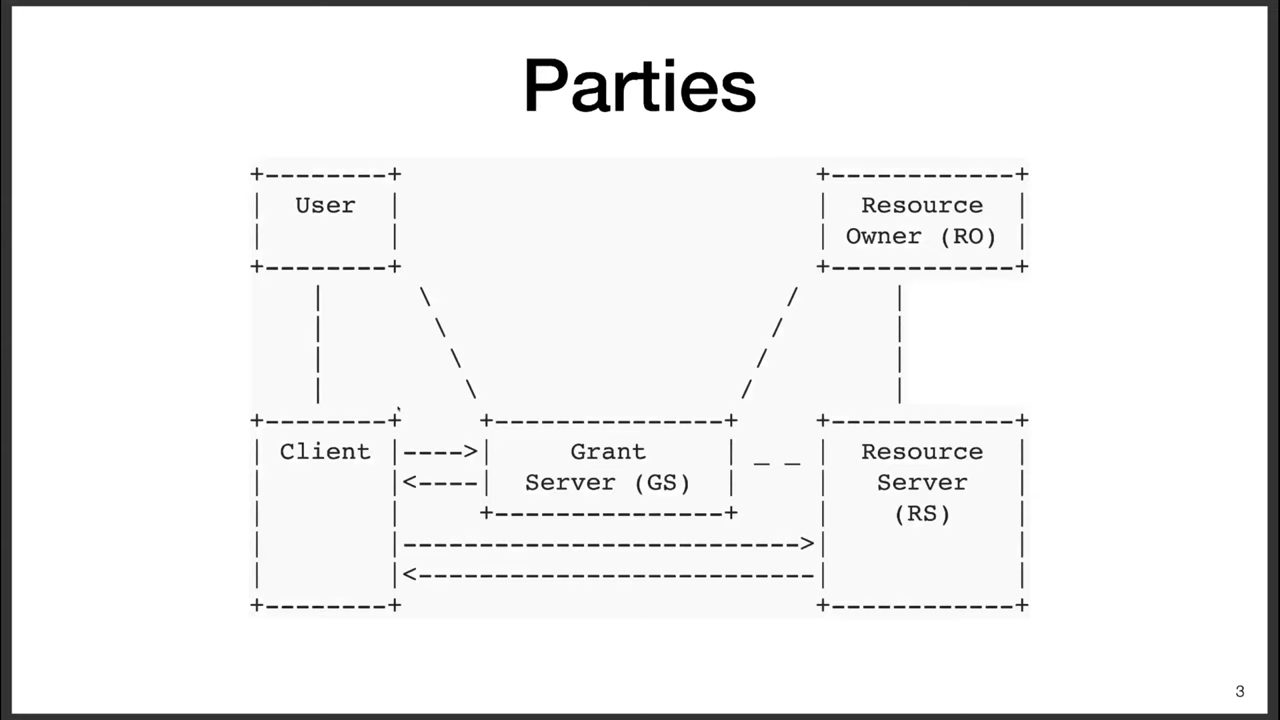 Parties
+--------+                            +------------+
|  User  |                            |  Resource  |
|        |                            | Owner (RO) |
+--------+                            +------------+
    |      \                         /     |
    |       \                       /      |
    |        \                     /       |
    |         \                   /        |
+--------+     +---------------+     +------------+
| Client |---->|     Grant     | _ _ |  Resource  |
|        |<----|  Server (GS)  |     |   Server   |
|        |     +---------------+     |    (RS)    |
|        |-------------------------->|            |
|        |<--------------------------|            |
+--------+                           +------------+
3